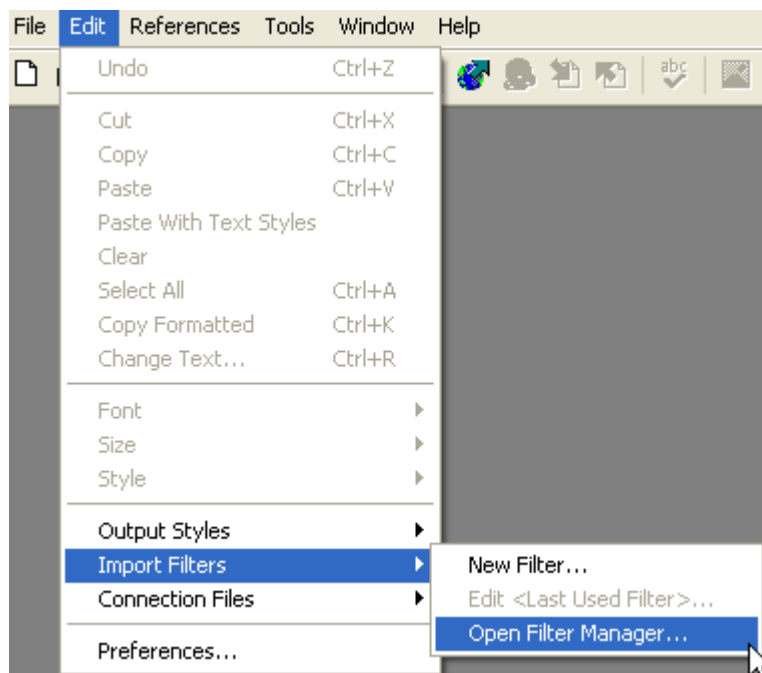 File Edit References Tools Window Help
abc
Undo Ctrl+Z
Cut Ctrl+X
Copy Ctrl+C
Paste Ctrl+V
Paste With Text Styles
Clear
Select All Ctrl+A
Copy Formatted Ctrl+K
Change Text... Ctrl+R
Font
Size
Style
Output Styles
Import Filters
Connection Files
Preferences...
New Filter...
Edit <Last Used Filter>...
Open Filter Manager...